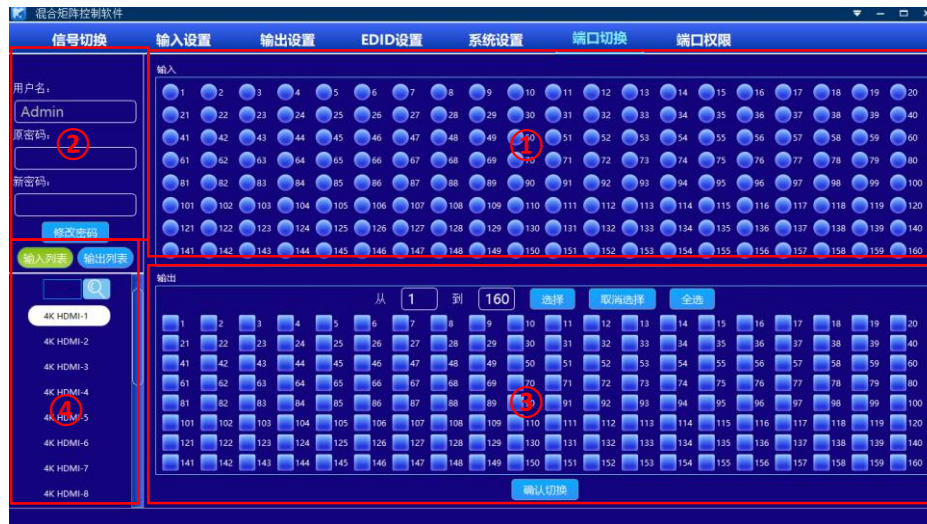 混合矩阵控制软件
信号切换 输入设置 输出设置 EDID设置 系统设置 端口切换 端口权限
用户名:
Admin
原密码:
②
新密码:
修改密码
输入列表 输出列表
4K HDMI-1
4K HDMI-2
4K HDMI-3
4K HDMI-4
④
4K HDMI-5
4K HDMI-6
4K HDMI-7
4K HDMI-8
输入
1 2 3 4 5 6 7 8 9 10 11 12 13 14 15 16 17 18 19 20
21 22 23 24 25 26 27 28 29 30 31 32 33 34 35 36 37 38 39 40
41 42 43 44 45 46 47 48 49 50 51 52 53 54 55 56 57 58 59 60
①
61 62 63 64 65 66 67 68 69 70 71 72 73 74 75 76 77 78 79 80
81 82 83 84 85 86 87 88 89 90 91 92 93 94 95 96 97 98 99 100
101 102 103 104 105 106 107 108 109 110 111 112 113 114 115 116 117 118 119 120
121 122 123 124 125 126 127 128 129 130 131 132 133 134 135 136 137 118 139 140
141 142 143 144 145 146 147 148 149 150 151 152 153 154 155 156 157 158 159 160
输出
从 1 到 160 选择 取消选择 全选
1 2 3 4 5 6 7 8 9 10 11 12 13 14 15 16 17 18 19 20
21 22 23 24 25 26 27 28 29 30 31 32 33 34 35 36 37 38 39 40
41 42 43 44 45 46 47 48 49 50 51 52 53 54 55 56 57 58 59 60
61 62 63 64 65 66 67 68 69 70 71 72 73 74 75 76 77 78 79 80
81 82 83 84 85 86 87 88 89 90 91 92 93 94 95 96 97 98 99 100
③
101 102 103 104 105 106 107 108 109 110 111 112 113 114 115 116 117 118 119 120
121 122 123 124 125 126 127 128 129 130 131 132 133 134 135 136 137 138 139 140
141 142 143 144 145 146 147 148 149 150 151 152 153 154 155 156 157 158 159 160
确认切换